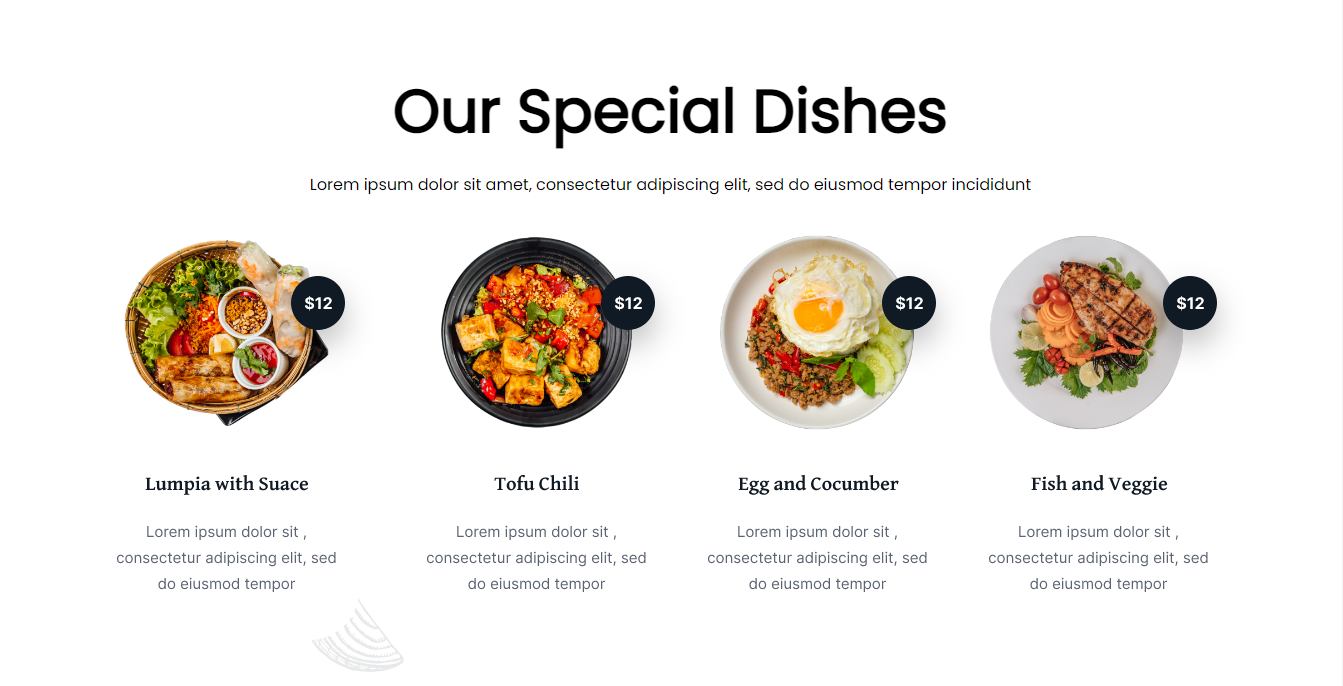 Our Special Dishes
Lorem ipsum dolor sit amet, consectetur adipiscing elit, sed do eiusmod tempor incididunt
$12
$12
$12
$12
Lumpia with Suace
Tofu Chili
Egg and Cocumber
Fish and Veggie
Lorem ipsum dolor sit ,
consectetur adipiscing elit, sed
do eiusmod tempor
Lorem ipsum dolor sit ,
consectetur adipiscing elit, sed
do eiusmod tempor
Lorem ipsum dolor sit ,
consectetur adipiscing elit, sed
do eiusmod tempor
Lorem ipsum dolor sit ,
consectetur adipiscing elit, sed
do eiusmod tempor